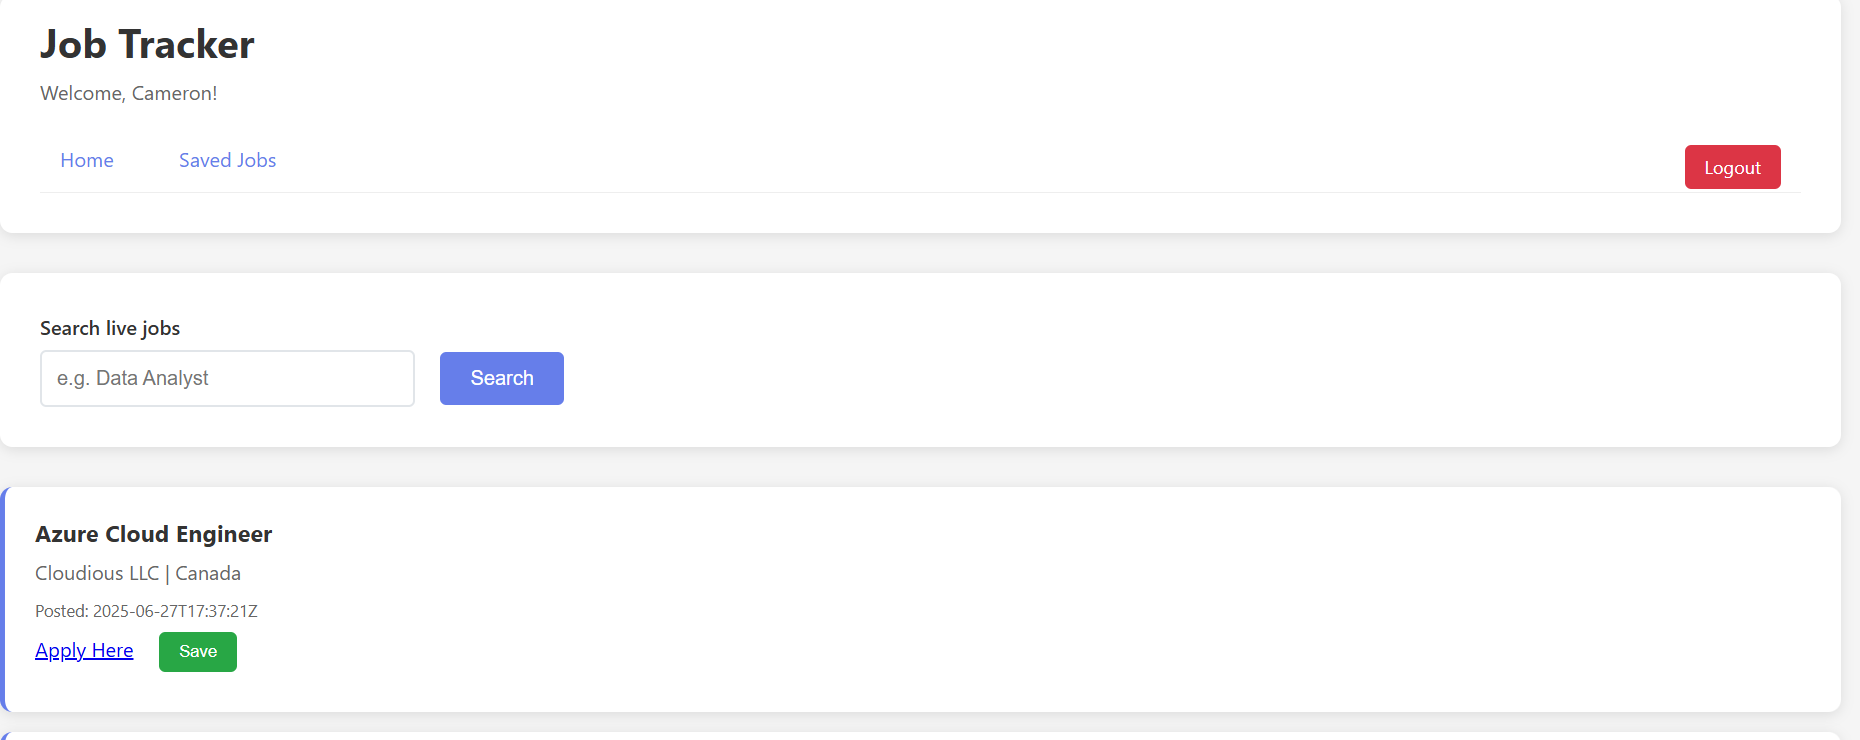 Job Tracker
Welcome, Cameron!
Home Saved Jobs Logout
Search live jobs
e.g. Data Analyst Search
Azure Cloud Engineer
Cloudious LLC | Canada
Posted: 2025-06-27T17:37:21Z
Apply Here Save